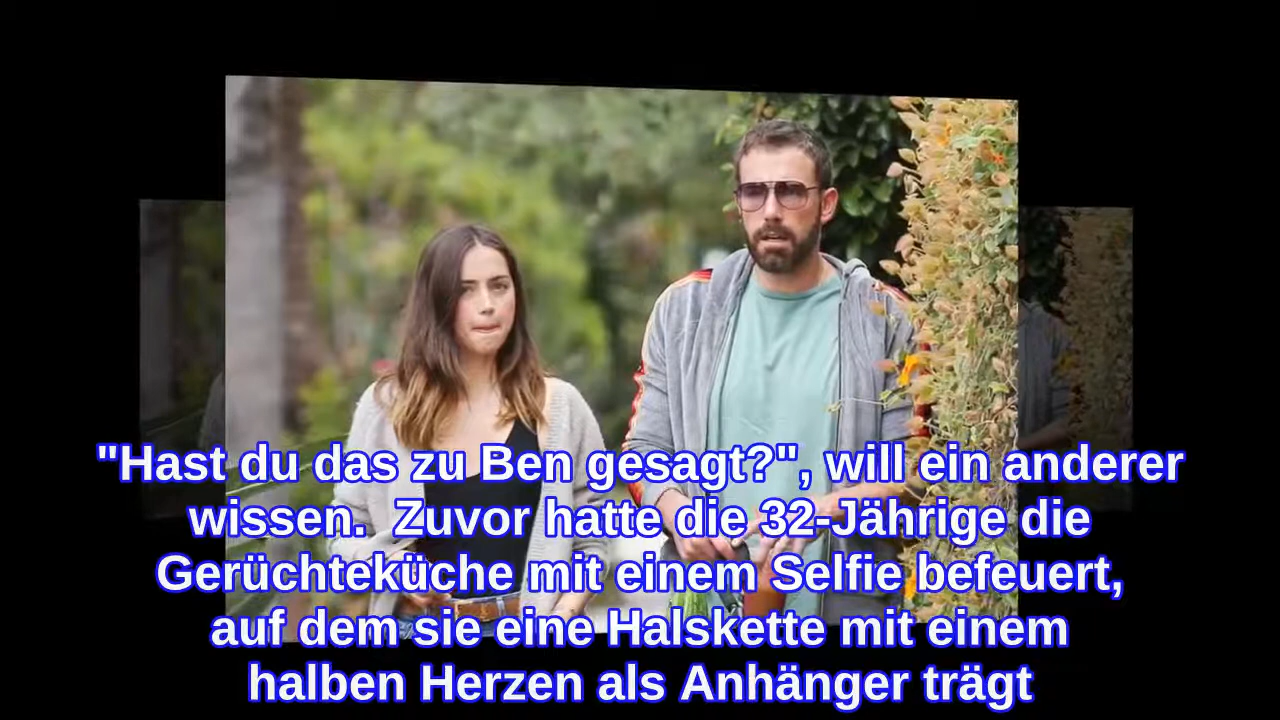 "Hast du das zu Ben gesagt?", will ein anderer
wissen.  Zuvor hatte die 32-Jährige die
Gerüchteküche mit einem Selfie befeuert,
auf dem sie eine Halskette mit einem
halben Herzen als Anhänger trägt